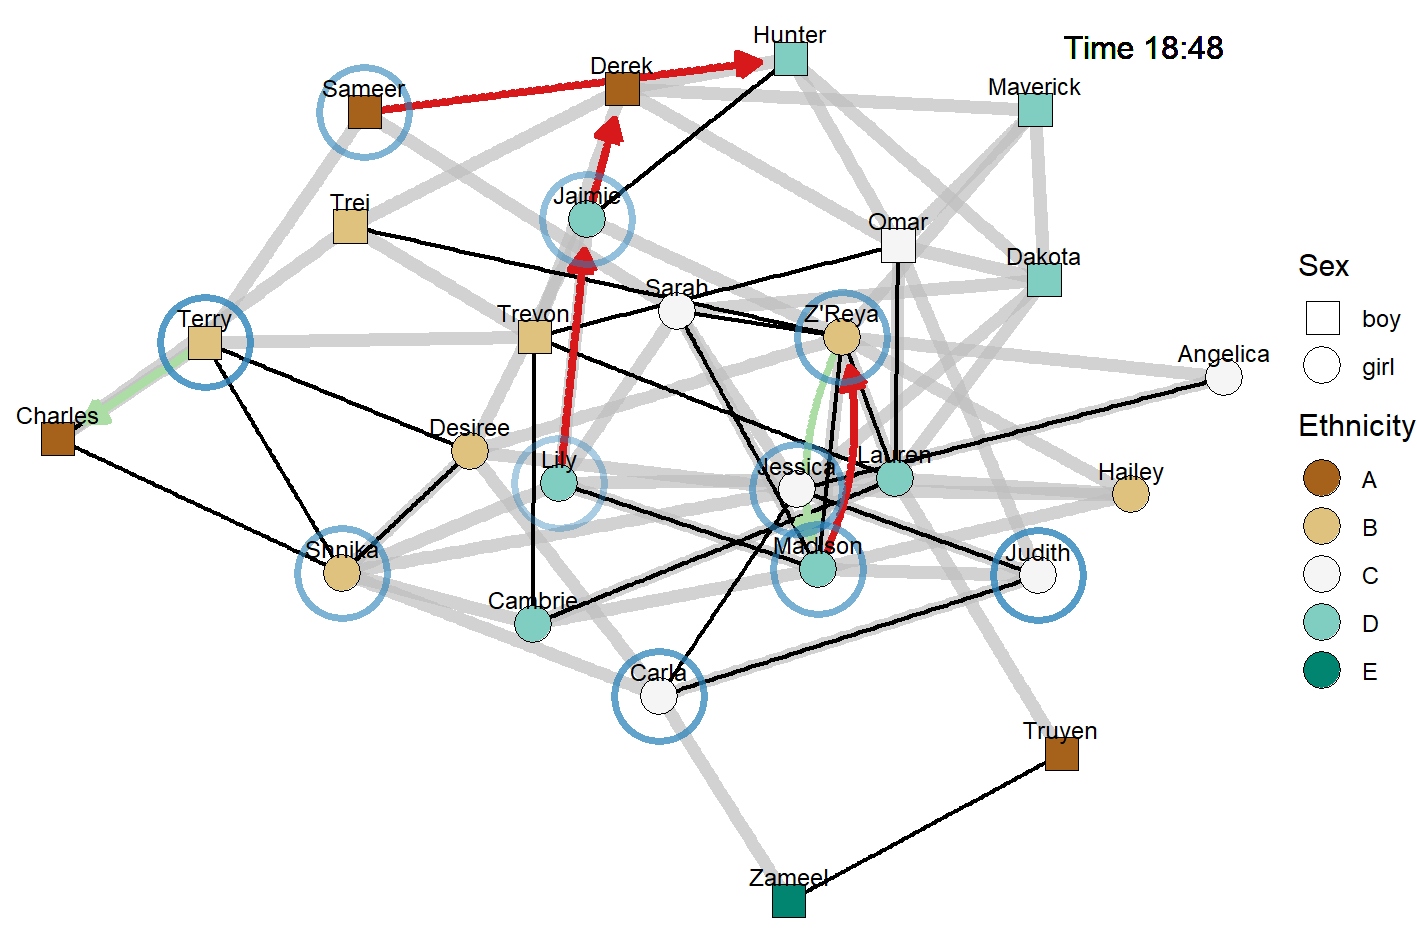 Hunter
Time 18:48
Derek
Sameer
Maverick
Jaimie
Trei
Omar
Dakota
Sex
Sarah
Terry
Trevon
Z'Reya
boy
Angelica
girl
Charles
Desiree
Ethnicity
Lily
Jessica
Lauren
Hailey
A
B
Shnika
Madison
Judith
C
Cambrie
D
Carla
E
Truyen
Zameel